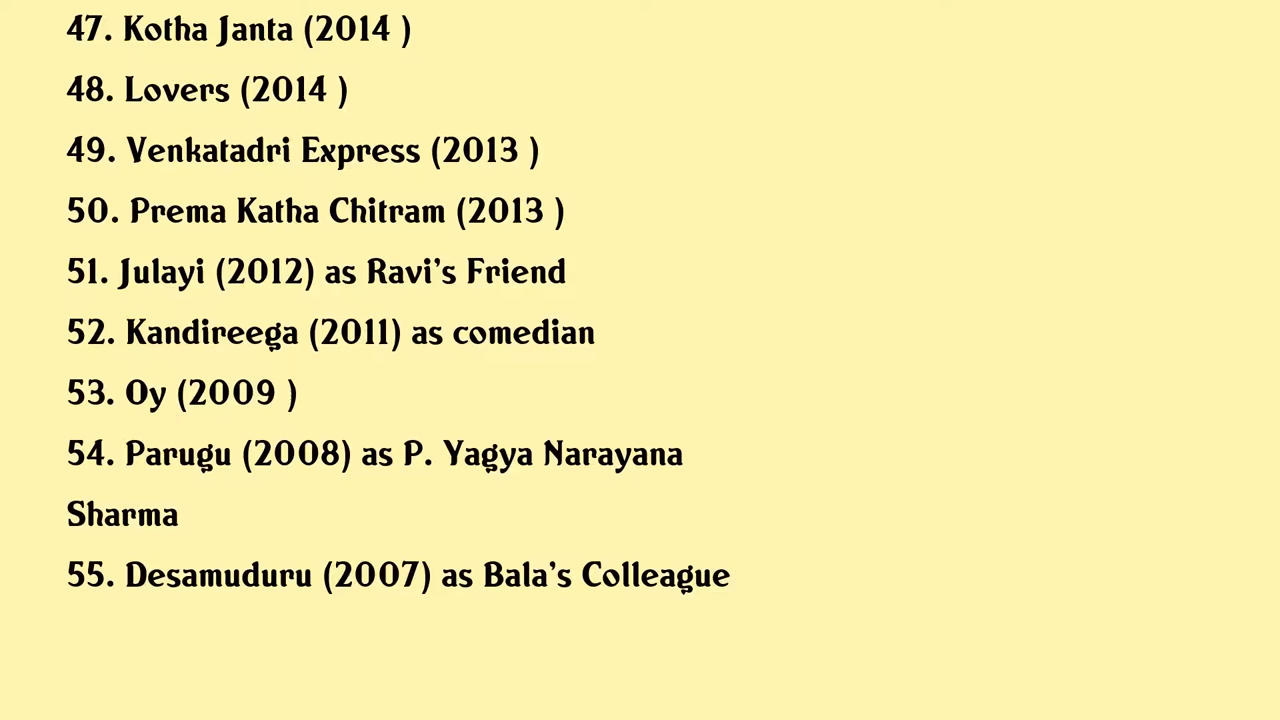 47. Kotha Janta (2014 )
48. Lovers (2014 )
49. Venkatadri Express (2013 )
50. Prema Katha Chitram (2013 )
51. Julayi (2012) as Ravi's Friend
52. Kandireega (2011) as comedian
53. Oy (2009 )
54. Parugu (2008) as P. Yagya Narayana
Sharma
55. Desamuduru (2007) as Bala's Colleague